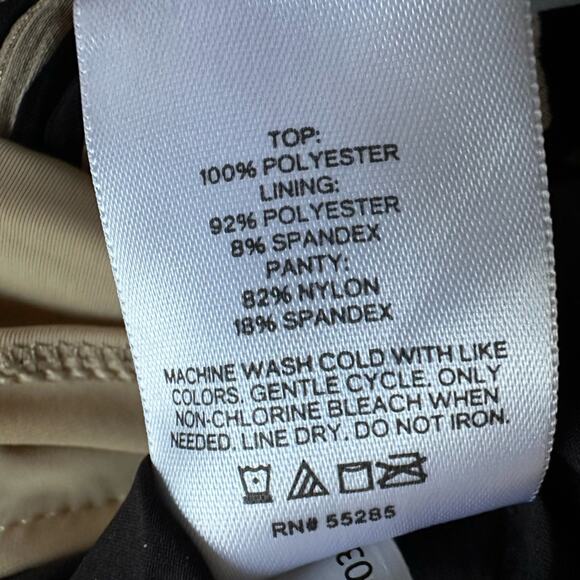 TOP:
100% POLYESTER
LINING:
92% POLYESTER
8% SPANDEX
PANTY:
82% NYLON
18% SPANDEX
MACHINE WASH COLD WITH LIKE
COLORS. GENTLE CYCLE. ONLY
NON-CHLORINE BLEACH WHEN
NEEDED. LINE DRY. DO NOT IRON.
RN# 55285
03